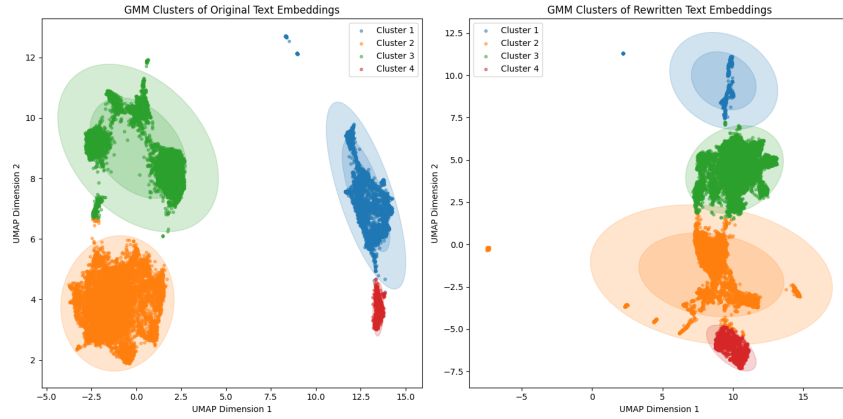 GMM Clusters of Original Text Embeddings
Cluster 1
Cluster 2
Cluster 3
Cluster 4
12
10
8
6
4
2
UMAP Dimension 2
−5.0 −2.5 0.0 2.5 5.0 7.5 10.0 12.5 15.0
UMAP Dimension 1
GMM Clusters of Rewritten Text Embeddings
Cluster 1
Cluster 2
Cluster 3
Cluster 4
12.5
10.0
7.5
5.0
2.5
0.0
−2.5
−5.0
−7.5
UMAP Dimension 2
−5 0 5 10 15
UMAP Dimension 1